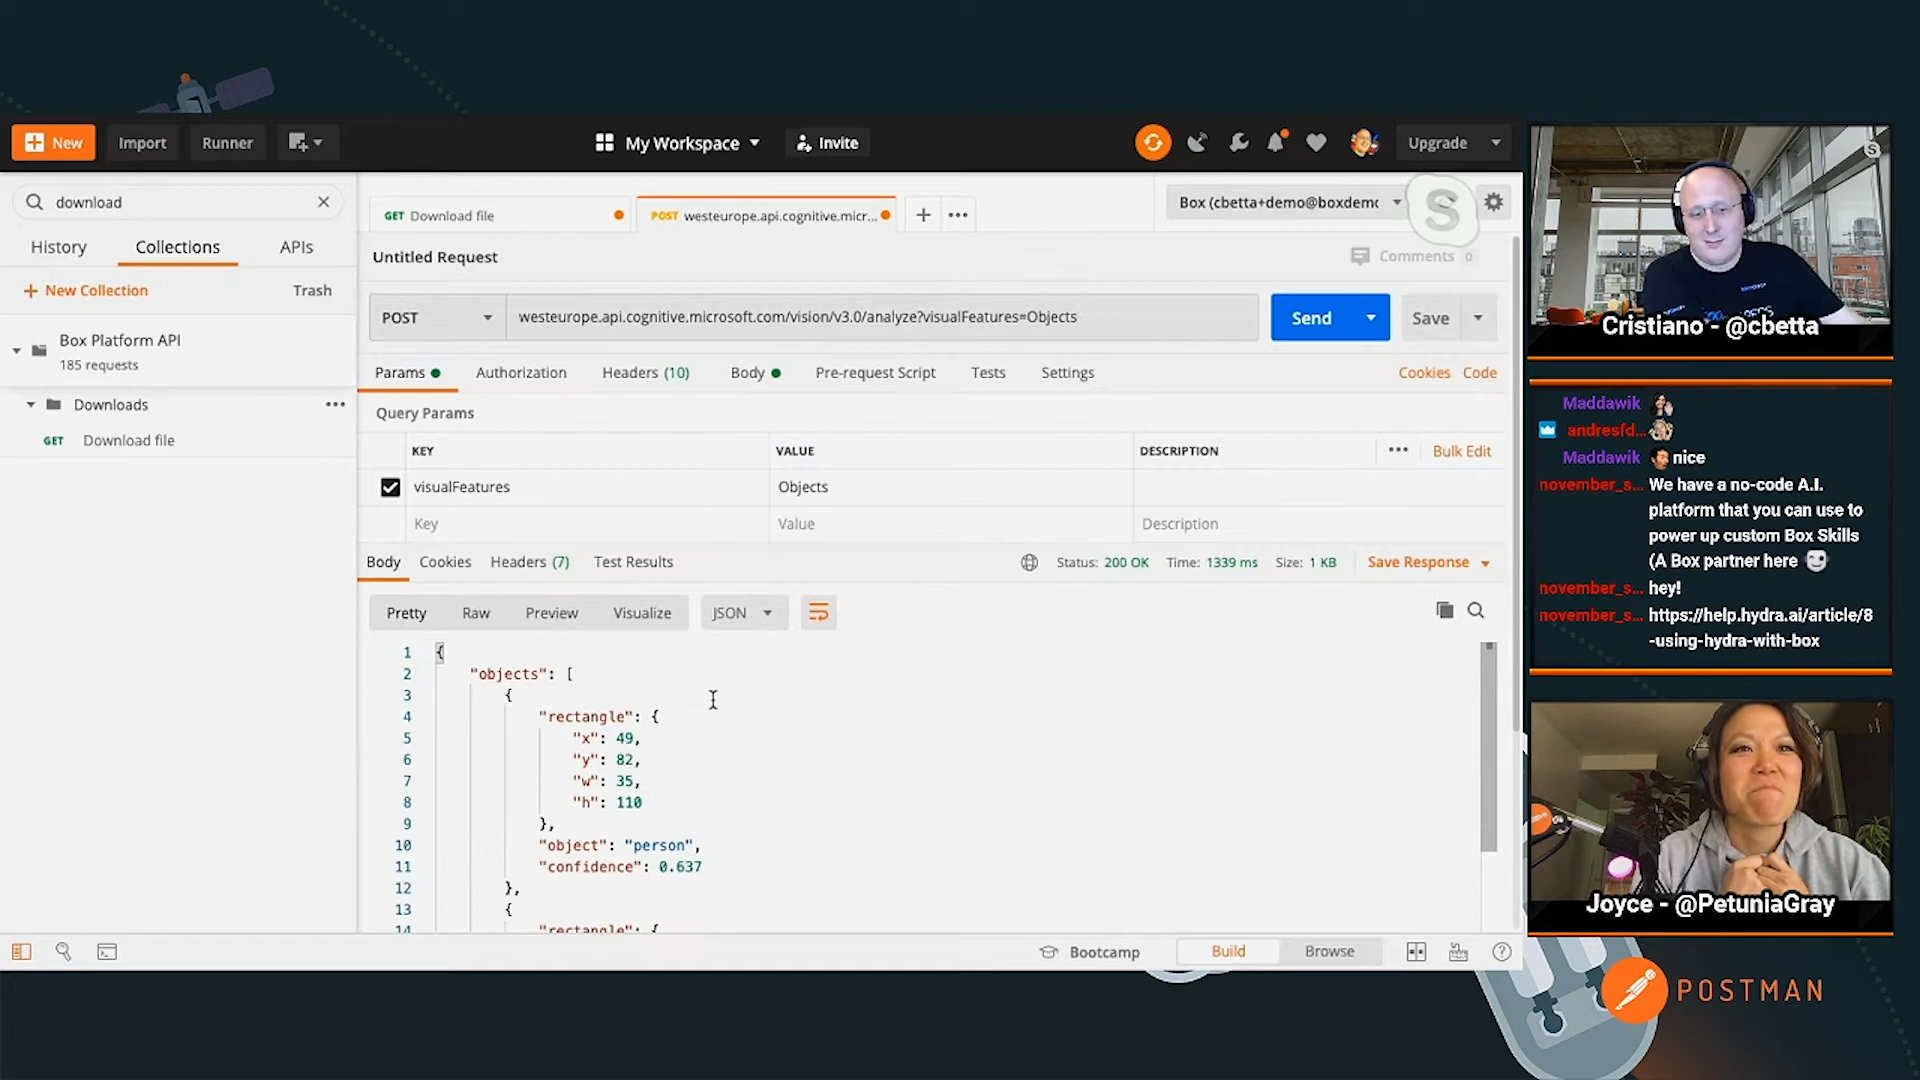 New
Import
Runner
My Workspace
Invite
Upgrade
download
History
Collections
APIs
New Collection
Trash
Box Platform API
185 requests
Downloads
GET Download file
GET Download file
POST westeurope.api.cognitive.micr...
Box (cbetta+demo@boxdemc
S
Untitled Request
Comments 0
POST
westeurope.api.cognitive.microsoft.com/vision/v3.0/analyze?visualFeatures=Objects
Send
Save
Params
Authorization
Headers (10)
Body
Pre-request Script
Tests
Settings
Cookies
Code
Query Params
KEY
VALUE
DESCRIPTION
Bulk Edit
visualFeatures
Objects
Key
Value
Description
Body
Cookies
Headers (7)
Test Results
Status: 200 OK
Time: 1339 ms
Size: 1 KB
Save Response
Pretty
Raw
Preview
Visualize
JSON
1 {
2 "objects": [
3 {
4 "rectangle": {
5 "x": 49,
6 "y": 82,
7 "w": 35,
8 "h": 110
9 },
10 "object": "person",
11 "confidence": 0.637
12 },
13 {
14 "rectangle": {
Bootcamp
Build
Browse
Cristiano - @cbetta
Maddawik
andresfd...
Maddawik nice
november_s... We have a no-code A.I.
platform that you can use to
power up custom Box Skills
(A Box partner here
november_s... hey!
november_s... https://help.hydra.ai/article/8
-using-hydra-with-box
Joyce - @PetuniaGray
POSTMAN